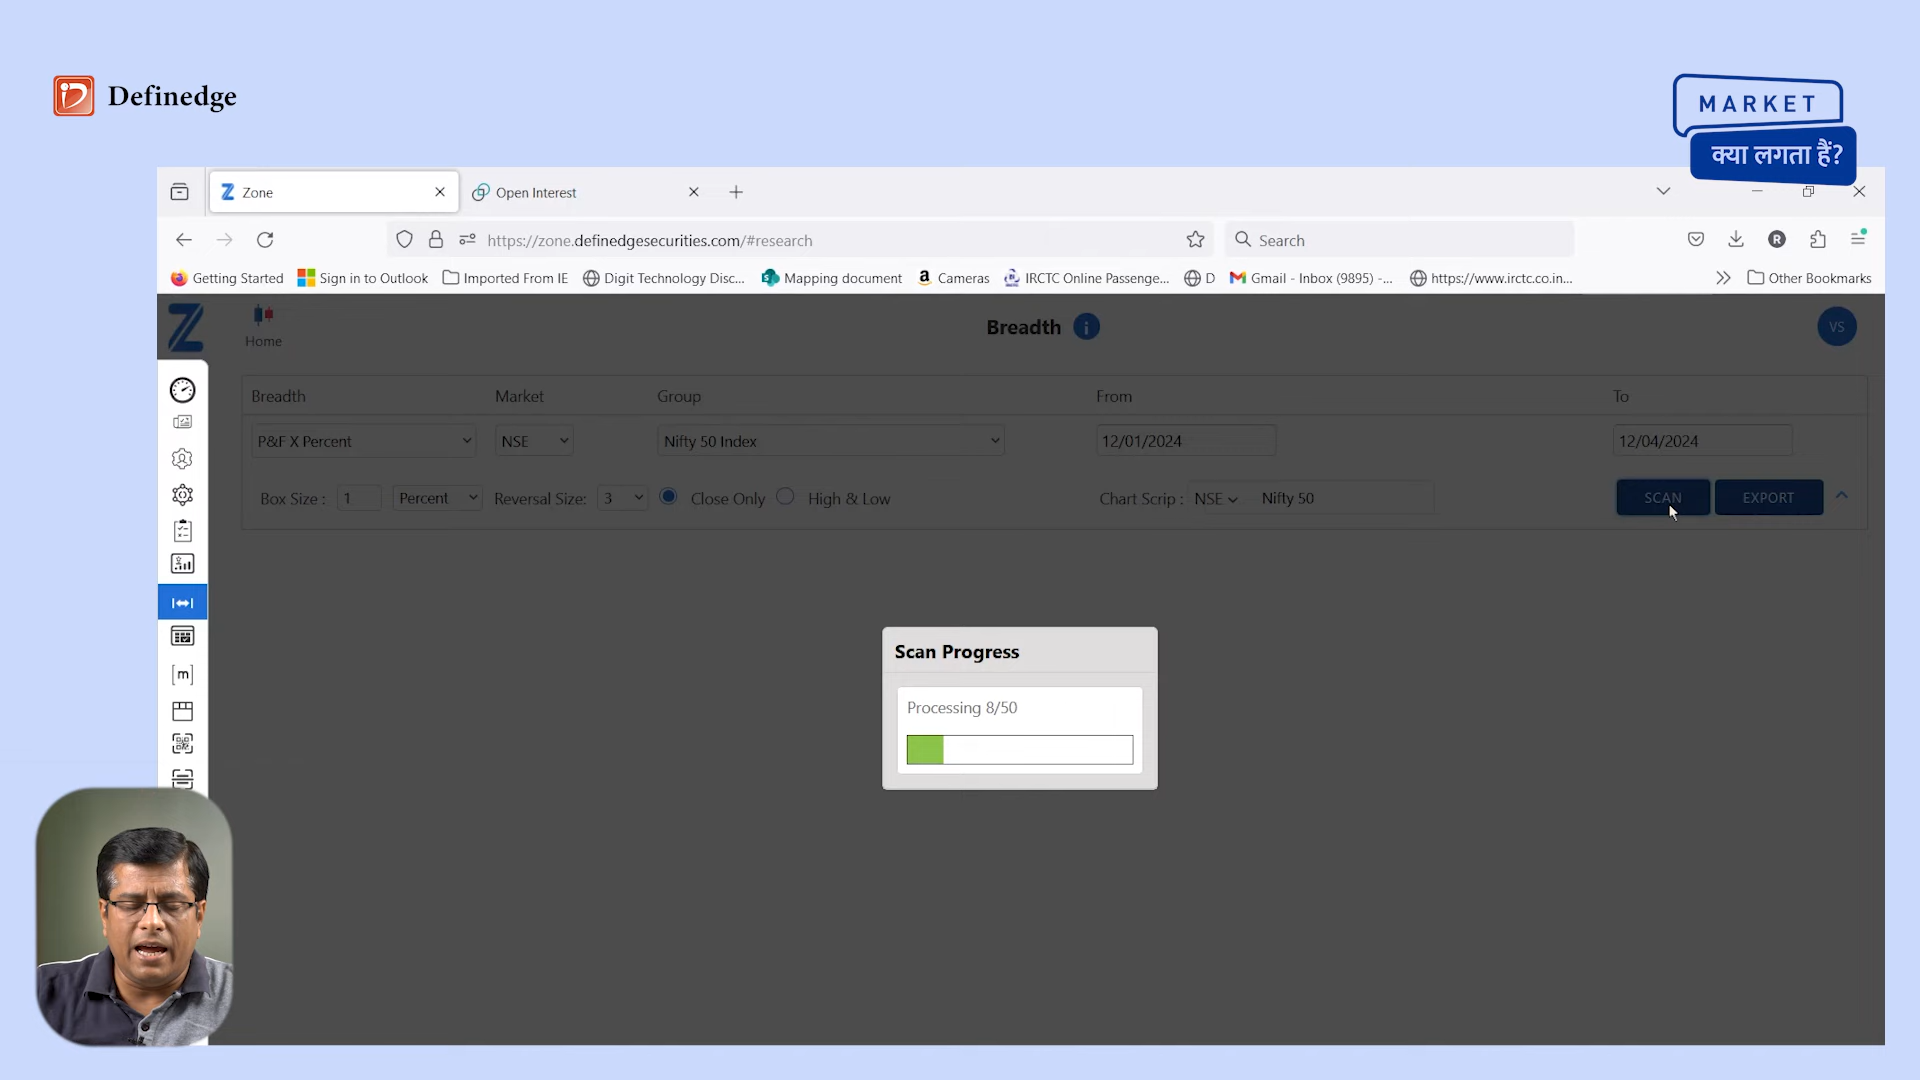 Definedge
MARKET
क्या लगता हैं?
Zone
Open Interest
https://zone.definedgesecurities.com/#research
Search
R
Getting Started
Sign in to Outlook
Imported From IE
Digit Technology Disc...
Mapping document
Cameras
IRCTC Online Passenge...
D
Gmail - Inbox (9895) -...
https://www.irctc.co.in...
Other Bookmarks
Z
Home
Breadth
i
VS
Breadth
Market
Group
From
To
P&F X Percent
NSE
Nifty 50 Index
12/01/2024
12/04/2024
Box Size :
1
Percent
Reversal Size:
3
Close Only
High & Low
Chart Scrip :
NSE
Nifty 50
SCAN
EXPORT
[m]
Scan Progress
Processing 8/50